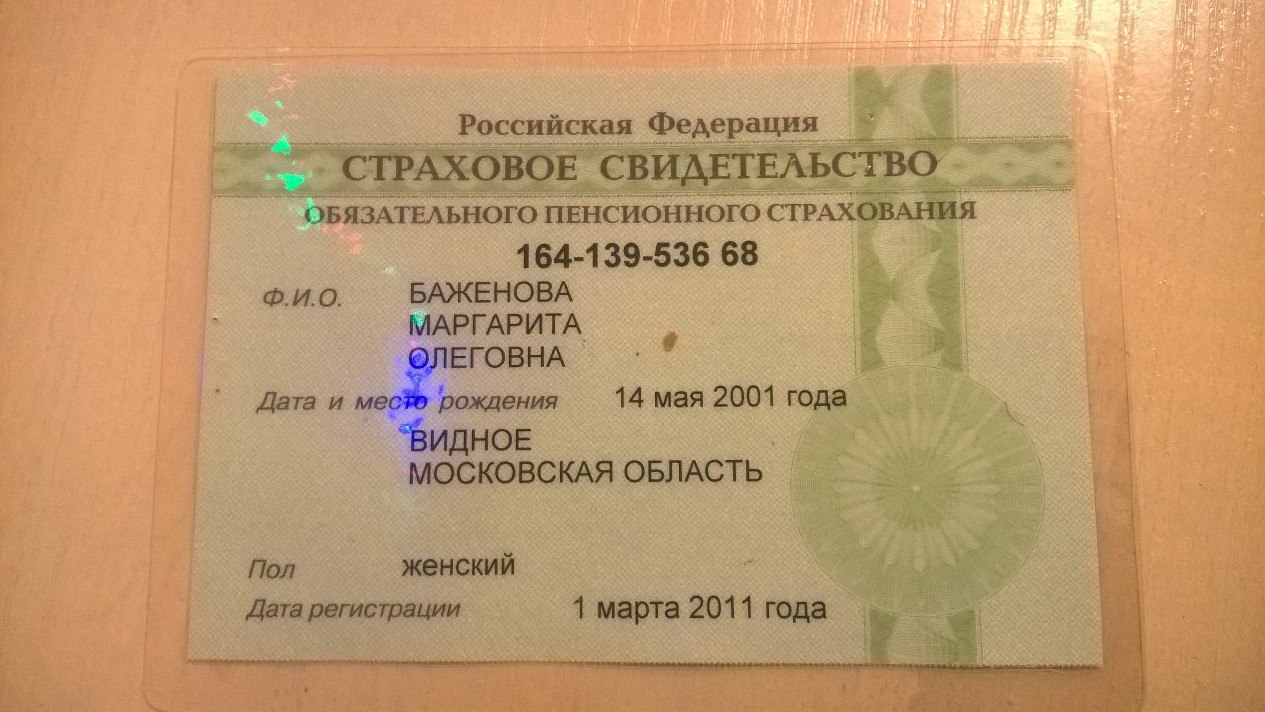 Российская Федерация
СТРАХОВОЕ СВИДЕТЕЛЬСТВО
ОБЯЗАТЕЛЬНОГО ПЕНСИОННОГО СТРАХОВАНИЯ
164-139-536 68
Ф.И.О. БАЖЕНОВА
МАРГАРИТА
ОЛЕГОВНА
Дата и место рождения 14 мая 2001 года
ВИДНОЕ
МОСКОВСКАЯ ОБЛАСТЬ
Пол женский
Дата регистрации 1 марта 2011 года